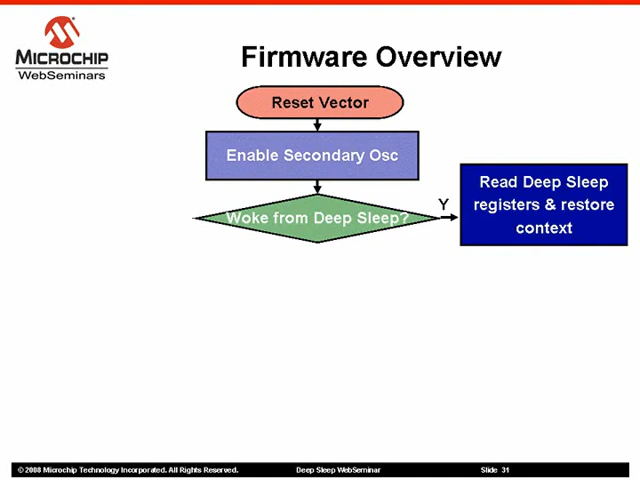 MICROCHIP
WebSeminars
Firmware Overview
Reset Vector
Enable Secondary Osc
Woke from Deep Sleep?
Y
Read Deep Sleep
registers & restore
context
© 2008 Microchip Technology Incorporated. All Rights Reserved.
Deep Sleep WebSeminar
Slide 31